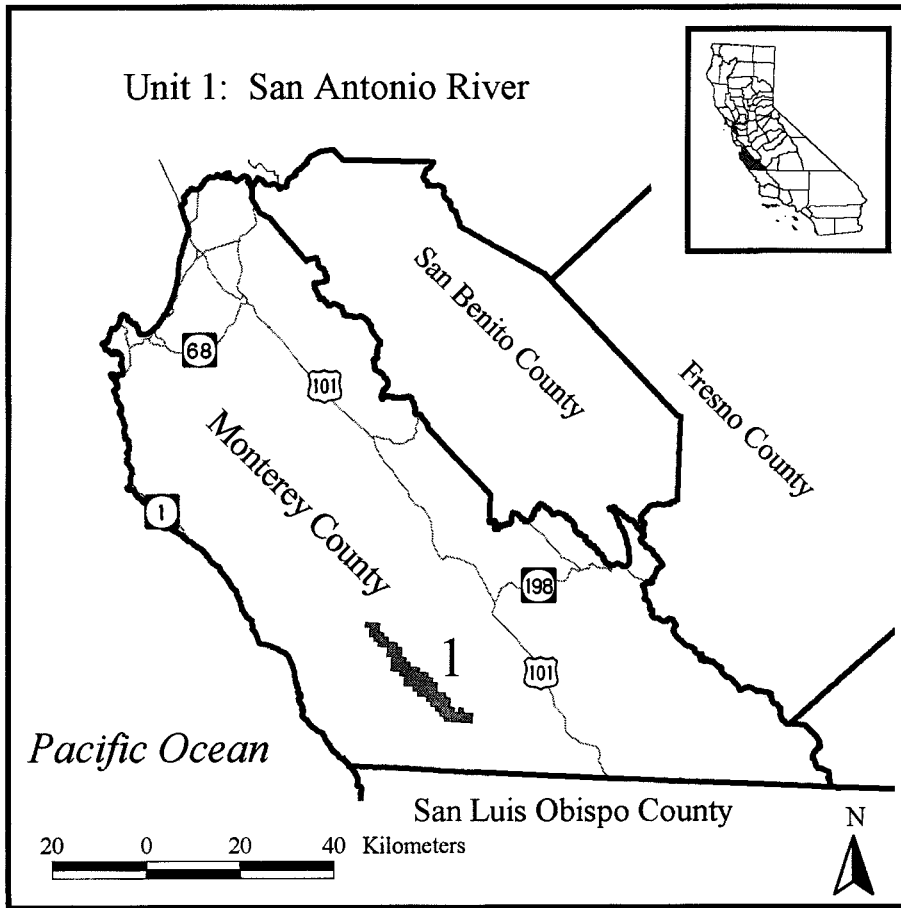 Unit 1: San Antonio River
San Benito County
Fresno County
68
101
Monterey County
1
198
1
101
Pacific Ocean
San Luis Obispo County
N
20 0 20 40 Kilometers